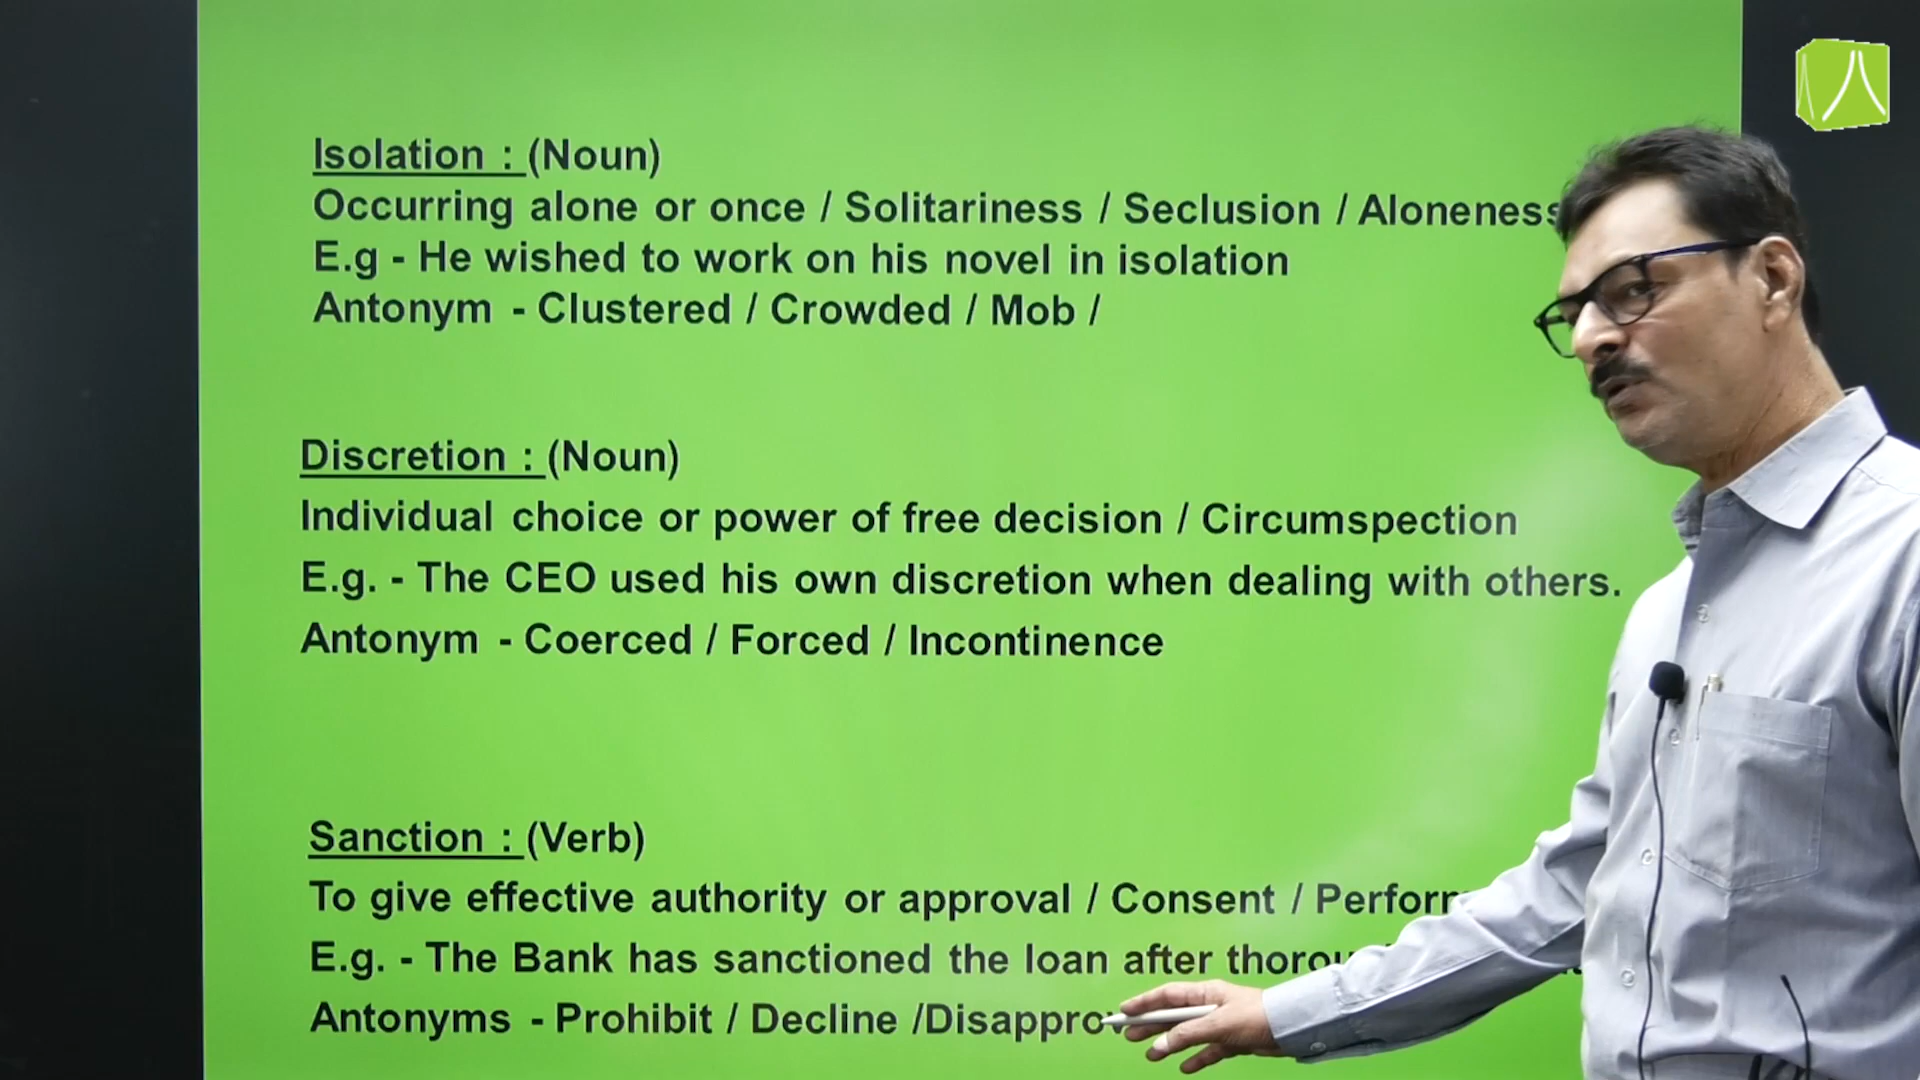 Isolation : (Noun)
Occurring alone or once / Solitariness / Seclusion / Aloneness
E.g - He wished to work on his novel in isolation
Antonym - Clustered / Crowded / Mob /
Discretion : (Noun)
Individual choice or power of free decision / Circumspection
E.g. - The CEO used his own discretion when dealing with others.
Antonym - Coerced / Forced / Incontinence
Sanction : (Verb)
To give effective authority or approval / Consent /
E.g. - The Bank has sanctioned the loan after
Antonyms - Prohibit / Decline /